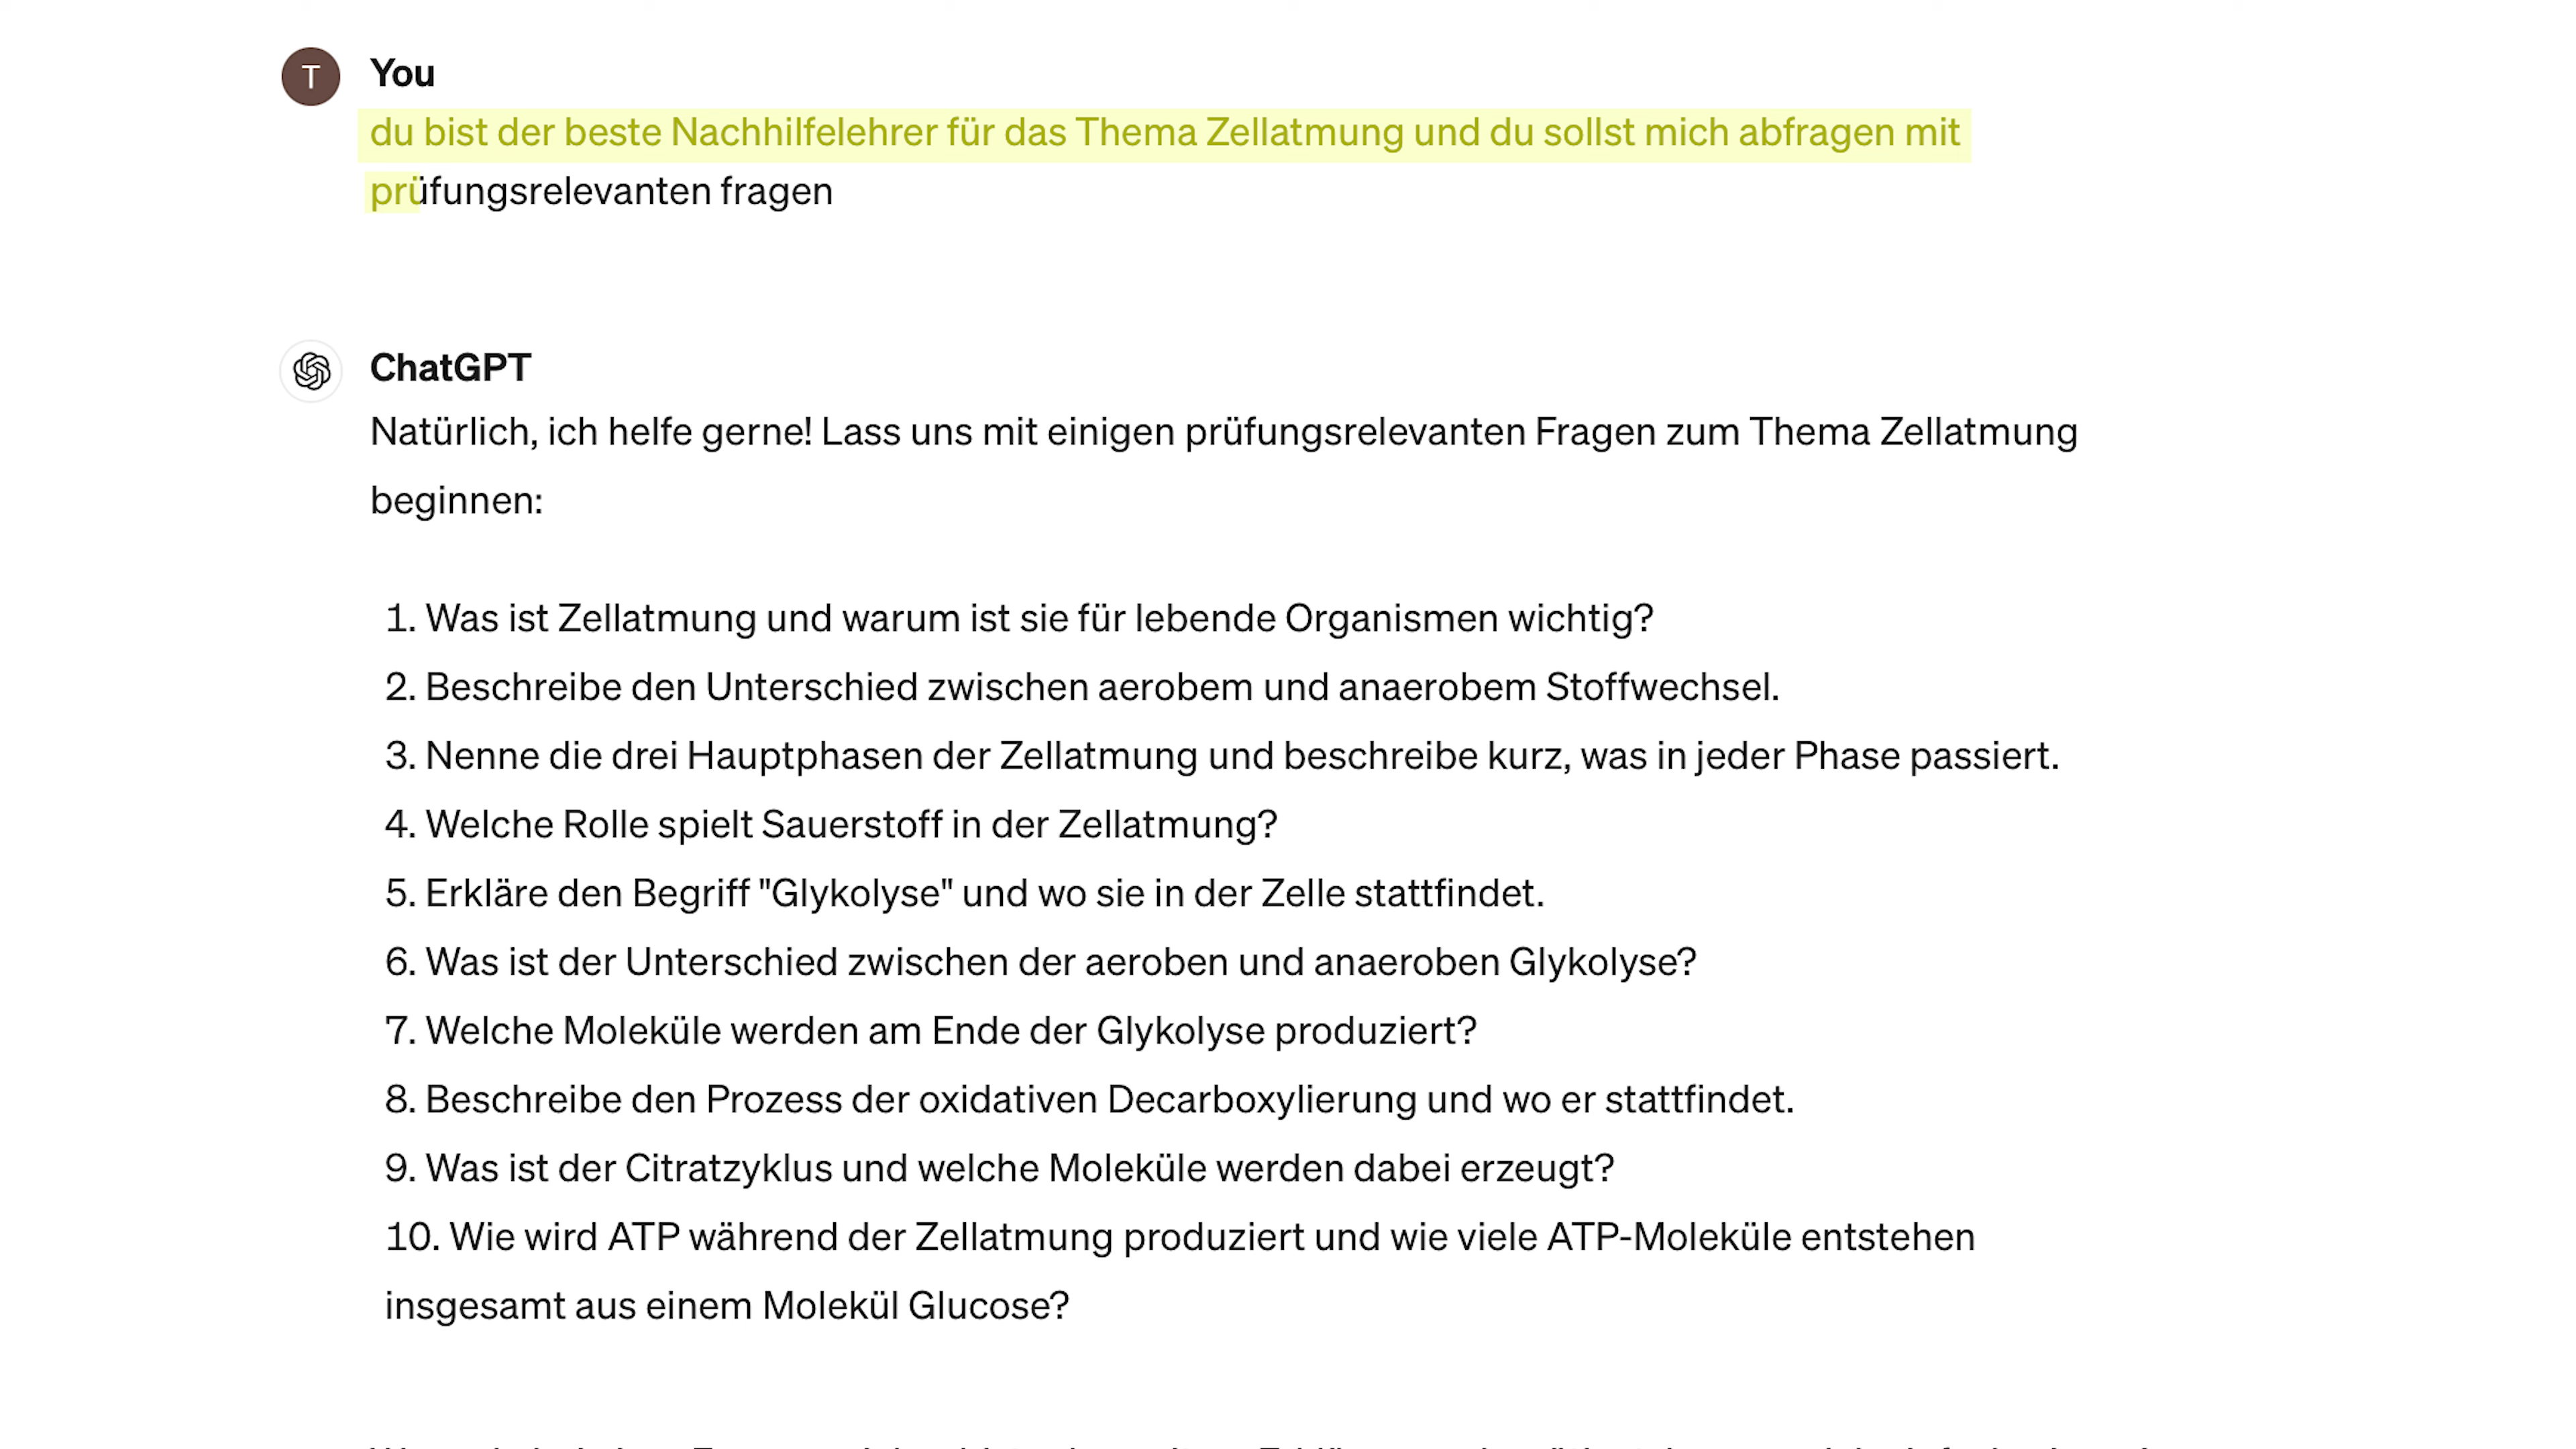 T
You
du bist der beste Nachhilfelehrer für das Thema Zellatmung und du sollst mich abfragen mit
prüfungsrelevanten fragen
ChatGPT
Natürlich, ich helfe gerne! Lass uns mit einigen prüfungsrelevanten Fragen zum Thema Zellatmung
beginnen:
1. Was ist Zellatmung und warum ist sie für lebende Organismen wichtig?
2. Beschreibe den Unterschied zwischen aerobem und anaerobem Stoffwechsel.
3. Nenne die drei Hauptphasen der Zellatmung und beschreibe kurz, was in jeder Phase passiert.
4. Welche Rolle spielt Sauerstoff in der Zellatmung?
5. Erkläre den Begriff "Glykolyse" und wo sie in der Zelle stattfindet.
6. Was ist der Unterschied zwischen der aeroben und anaeroben Glykolyse?
7. Welche Moleküle werden am Ende der Glykolyse produziert?
8. Beschreibe den Prozess der oxidativen Decarboxylierung und wo er stattfindet.
9. Was ist der Citratzyklus und welche Moleküle werden dabei erzeugt?
10. Wie wird ATP während der Zellatmung produziert und wie viele ATP-Moleküle entstehen
insgesamt aus einem Molekül Glucose?